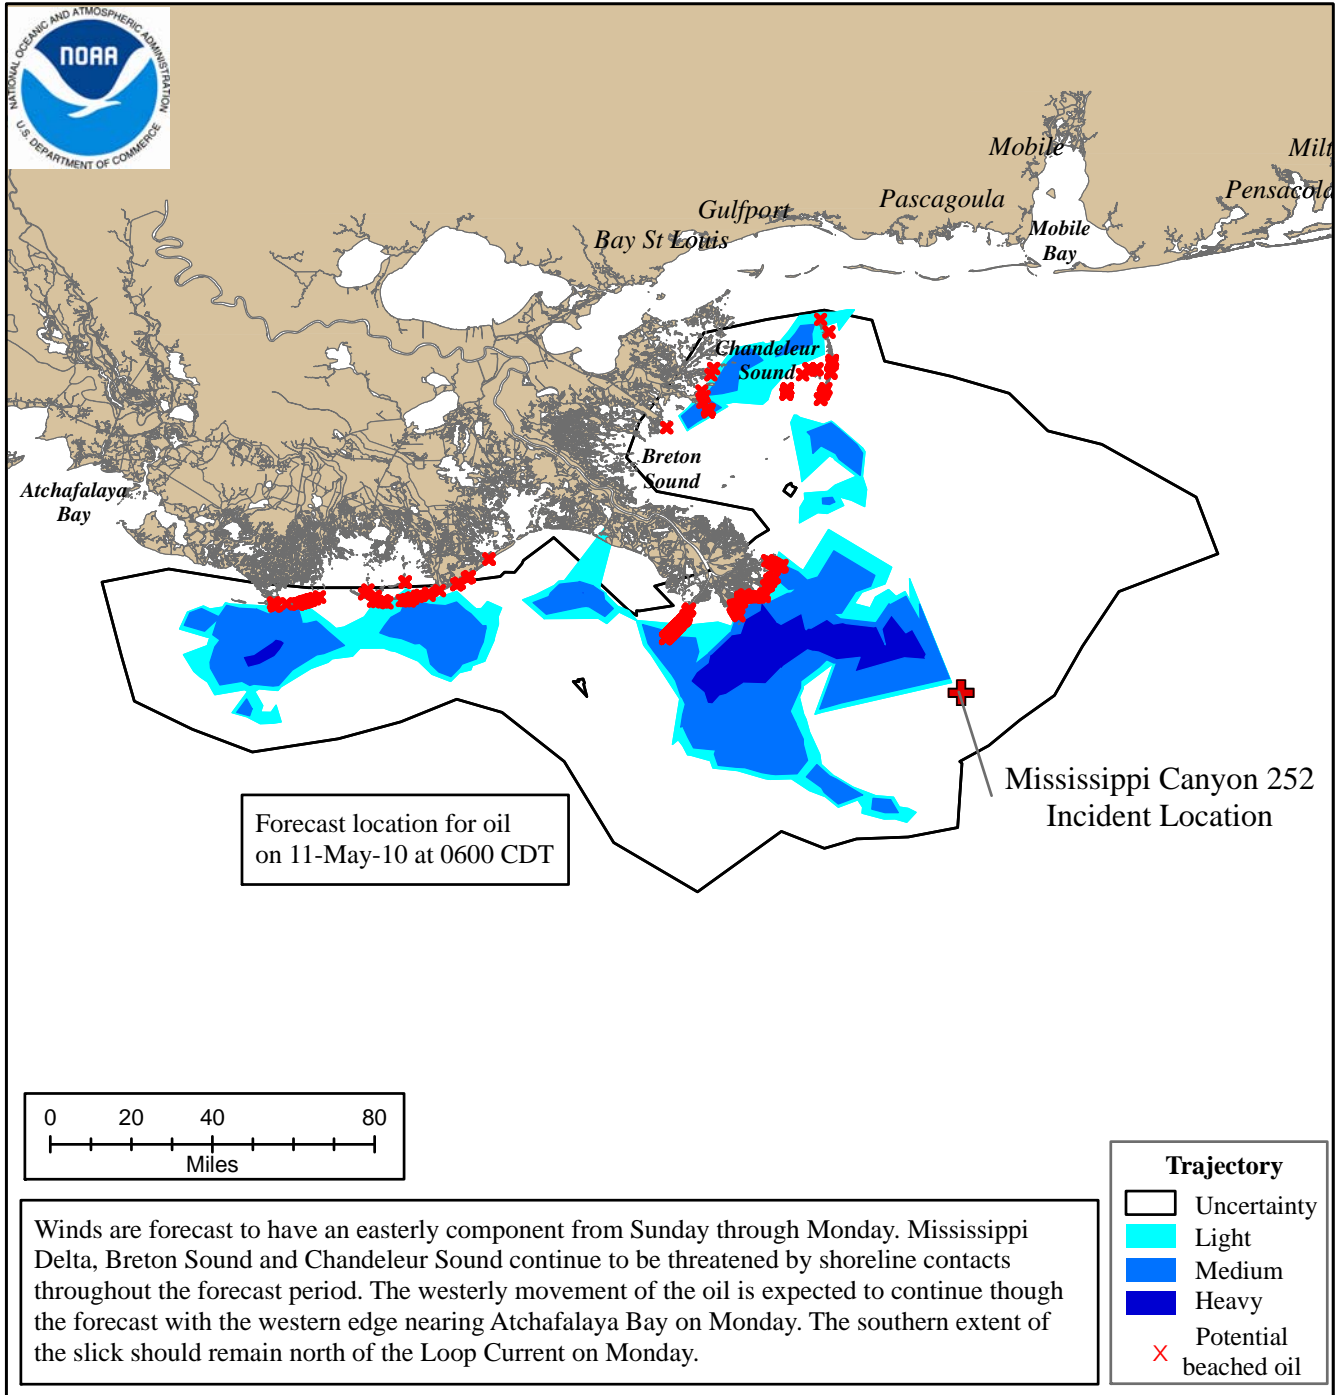 NATIONAL OCEANIC AND ATMOSPHERIC ADMINISTRATION
NOAA
U.S. DEPARTMENT OF COMMERCE
Mobile
Milt
Pensacola
Pascagoula
Gulfport
Bay St Louis
Mobile
Bay
Chandeleur
Sound
Breton
Sound
Atchafalaya
Bay
Mississippi Canyon 252
Incident Location
Forecast location for oil
on 11-May-10 at 0600 CDT
0 20 40 80
Miles
Trajectory
Uncertainty
Light
Medium
Heavy
Potential
beached oil
Winds are forecast to have an easterly component from Sunday through Monday. Mississippi
Delta, Breton Sound and Chandeleur Sound continue to be threatened by shoreline contacts
throughout the forecast period. The westerly movement of the oil is expected to continue though
the forecast with the western edge nearing Atchafalaya Bay on Monday. The southern extent of
the slick should remain north of the Loop Current on Monday.